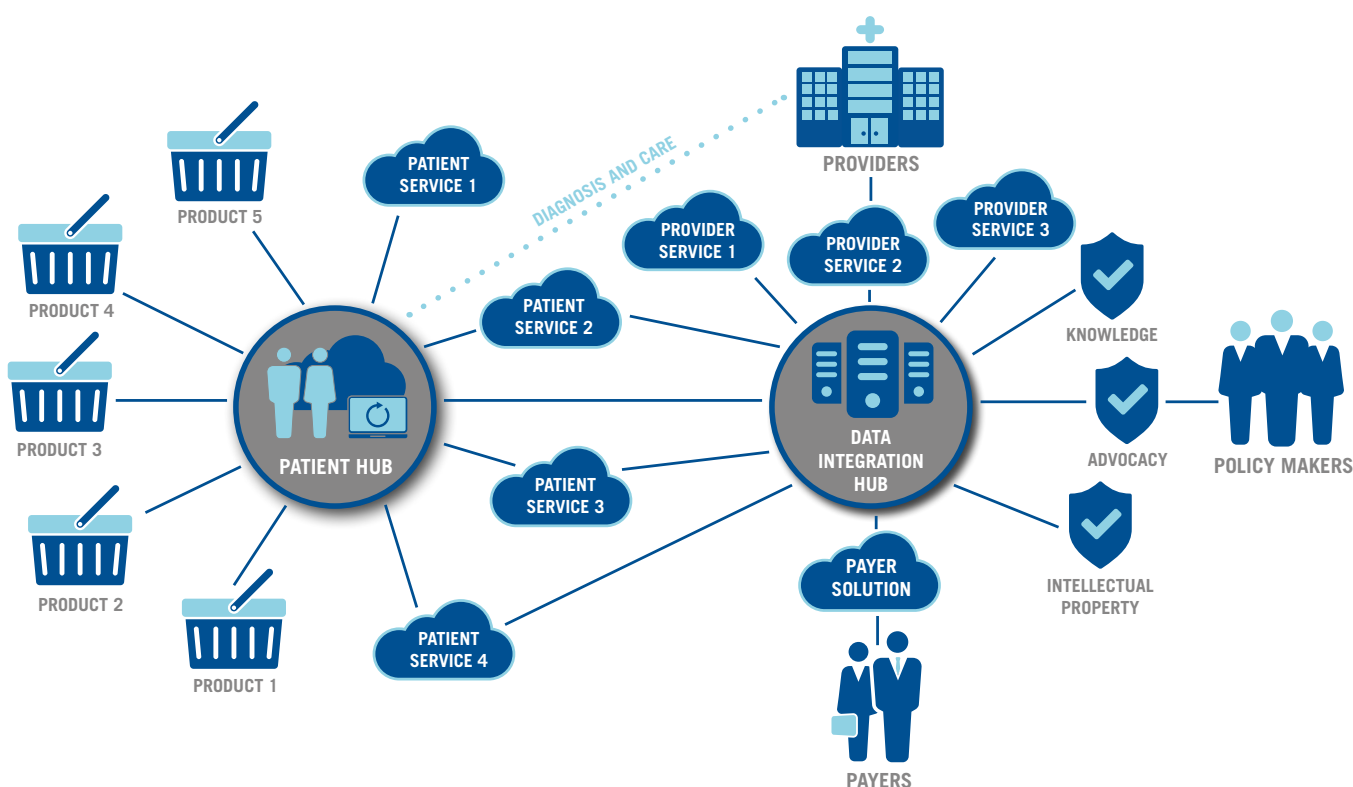 PROVIDERS
DIAGNOSIS AND CARE
PATIENT
SERVICE 1
PRODUCT 5
PROVIDER
SERVICE 1
PROVIDER
SERVICE 2
PROVIDER
SERVICE 3
PRODUCT 4
PATIENT
SERVICE 2
KNOWLEDGE
PRODUCT 3
PATIENT HUB
DATA
INTEGRATION
HUB
ADVOCACY
POLICY MAKERS
PATIENT
SERVICE 3
PRODUCT 2
PAYER
SOLUTION
INTELLECTUAL
PROPERTY
PATIENT
SERVICE 4
PRODUCT 1
PAYERS